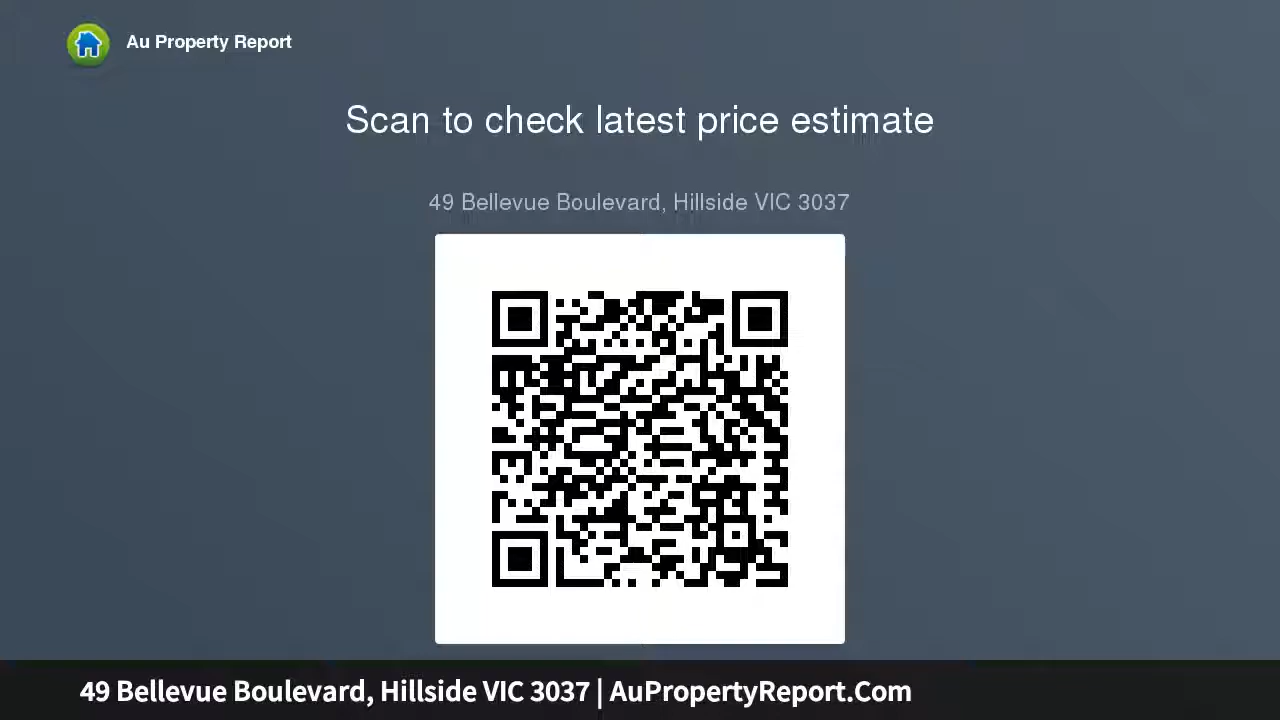 Au Property Report
Scan to check latest price estimate
49 Bellevue Boulevard, Hillside VIC 3037
49 Bellevue Boulevard, Hillside VIC 3037 | AuPropertyReport.Com